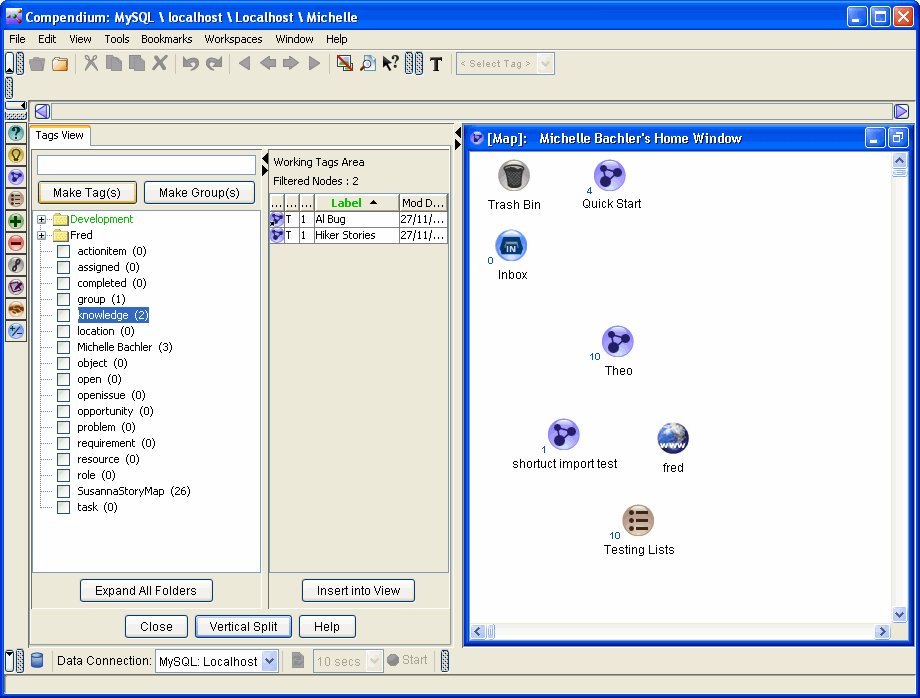 Compendium: MySQL \ localhost \ Localhost \ Michelle
File Edit View Tools Bookmarks Workspaces Window Help
T < Select Tag >
Tags View
Make Tag(s) Make Group(s)
Development
Fred
actionitem (0)
assigned (0)
completed (0)
group (1)
knowledge (2)
location (0)
Michelle Bachler (3)
object (0)
open (0)
openissue (0)
opportunity (0)
problem (0)
requirement (0)
resource (0)
role (0)
SusannaStoryMap (26)
task (0)
Expand All Folders
Working Tags Area
Filtered Nodes : 2
... ... ... Label Mod D...
T 1 AI Bug 27/11/...
T 1 Hiker Stories 27/11/...
Insert into View
Close Vertical Split Help
[Map]: Michelle Bachler's Home Window
Trash Bin
4
Quick Start
IN
0
Inbox
10
Theo
1
shortuct import test
WWW
fred
10
Testing Lists
Data Connection: MySQL: Localhost 10 secs Start